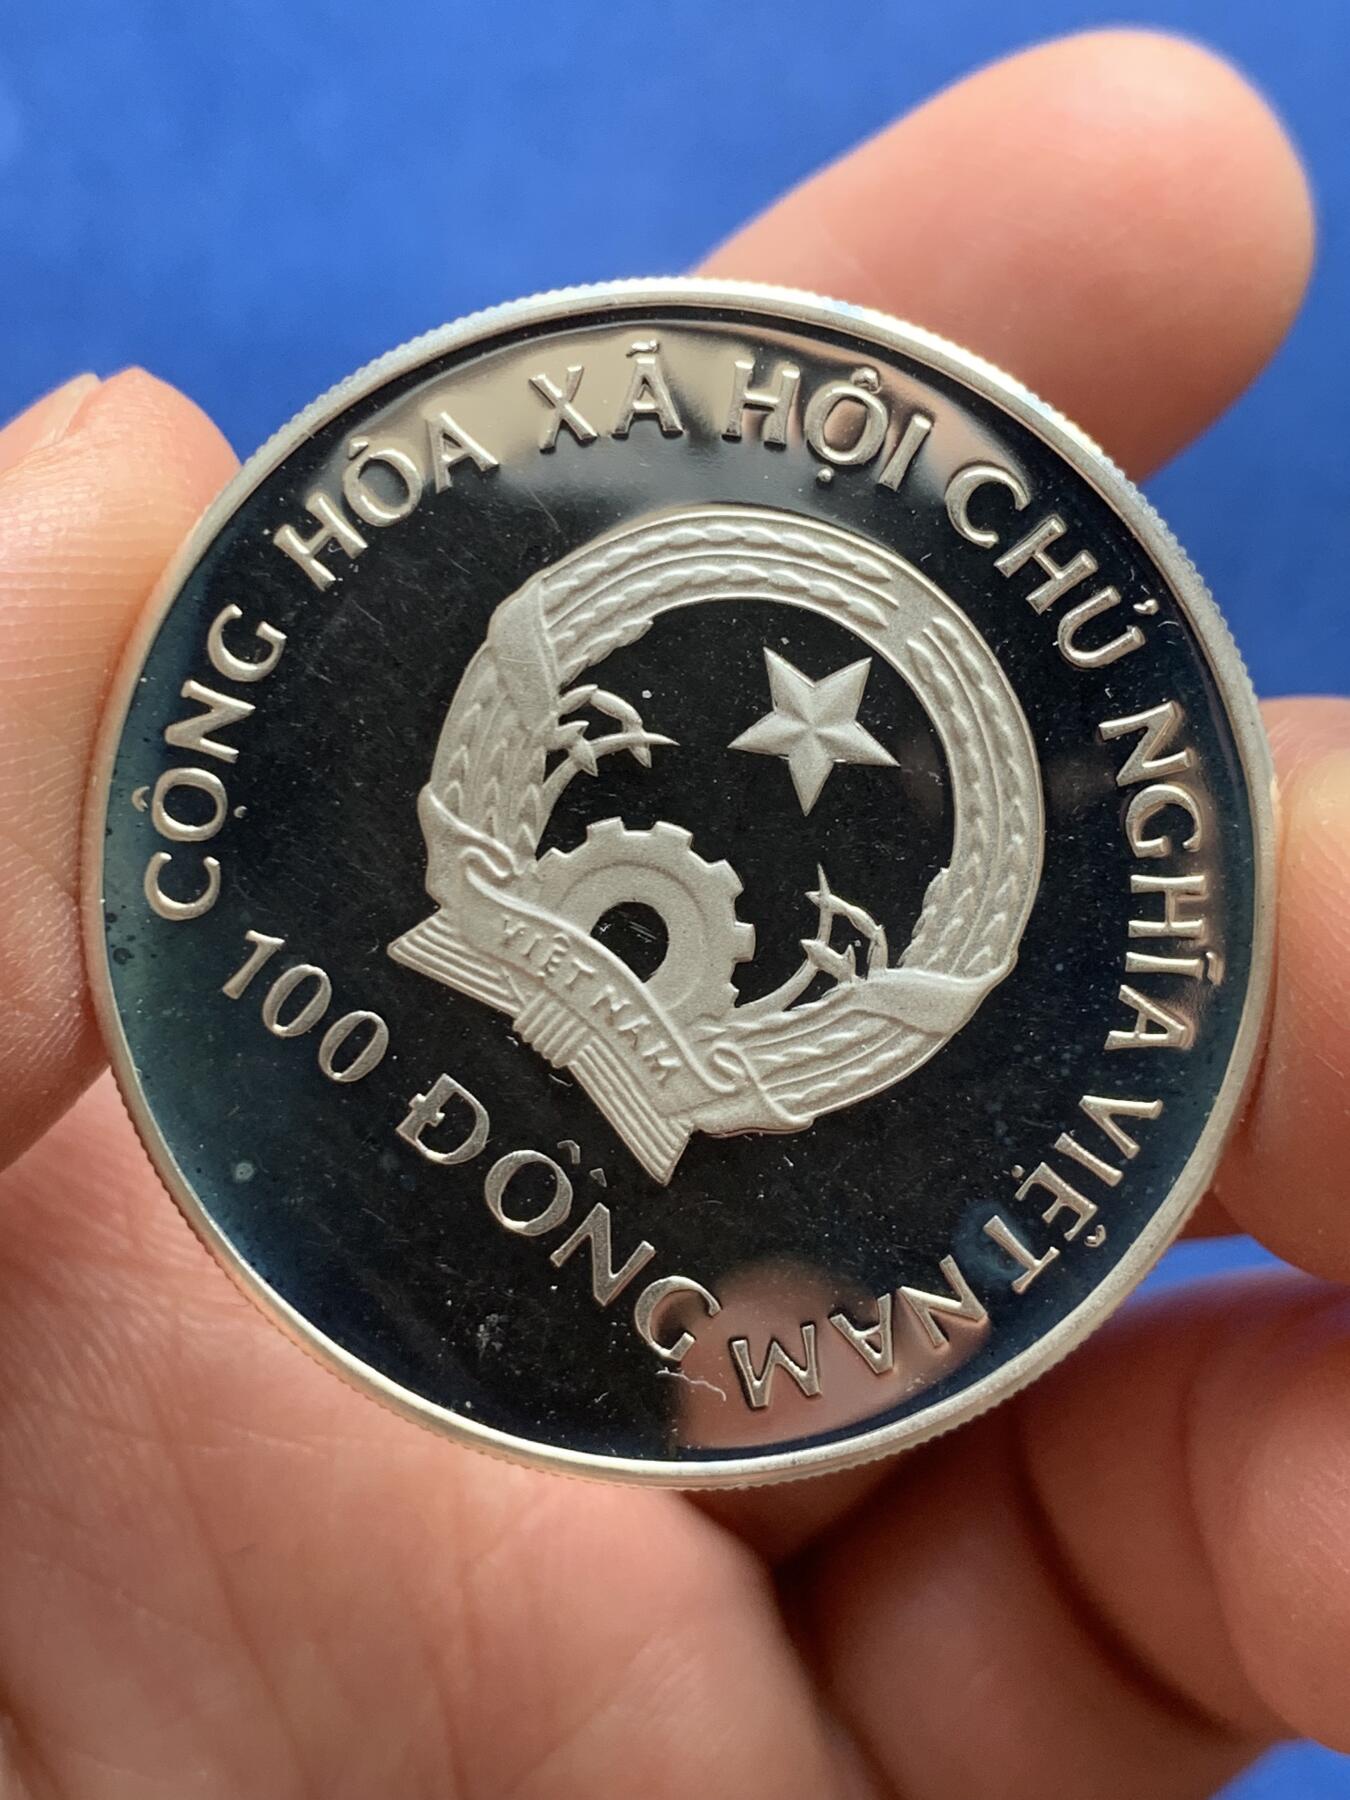 CỘNG HÒA XÃ HỘI CHỦ NGHĨA VIỆT NAM
VIỆT NAM
100 ĐỒNG